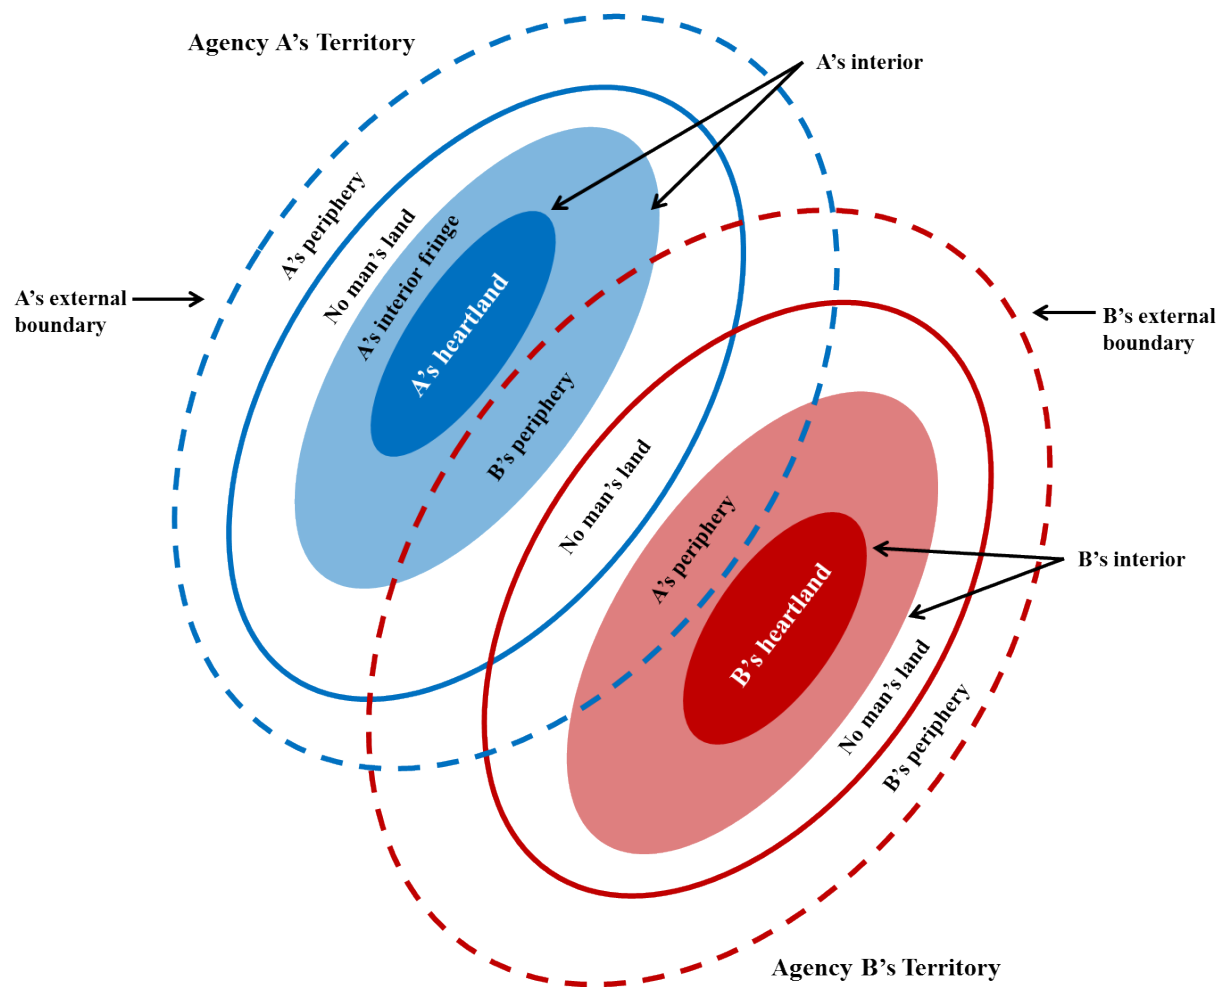 Agency A’s Territory
A’s interior
A’s periphery
No man’s land
A’s interior fringe
A’s heartland
A’s external
boundary
B’s external
boundary
B’s periphery
No man’s land
A’s periphery
B’s heartland
B’s interior
No man’s land
B’s periphery
Agency B’s Territory